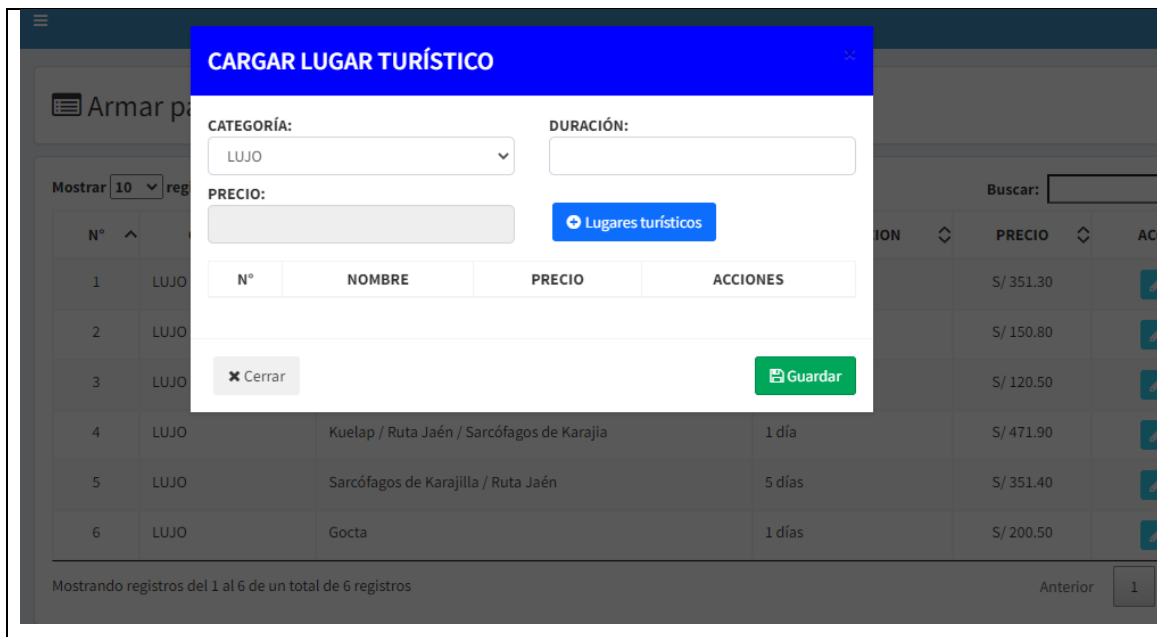 CARGAR LUGAR TURÍSTICO ×
Armar pa
CATEGORÍA: DURACIÓN:
LUJO
Mostrar 10 reg Buscar:
PRECIO:
Lugares turísticos
N° ION PRECIO AC
N° NOMBRE PRECIO ACCIONES
1 LUJO S/ 351.30
2 LUJO S/ 150.80
Cerrar Guardar
3 LUJO S/ 120.50
4 LUJO Kuelap / Ruta Jaén / Sarcófagos de Karajia 1 día S/ 471.90
5 LUJO Sarcófagos de Karajilla / Ruta Jaén 5 días S/ 351.40
6 LUJO Gocta 1 días S/ 200.50
Mostrando registros del 1 al 6 de un total de 6 registros Anterior 1